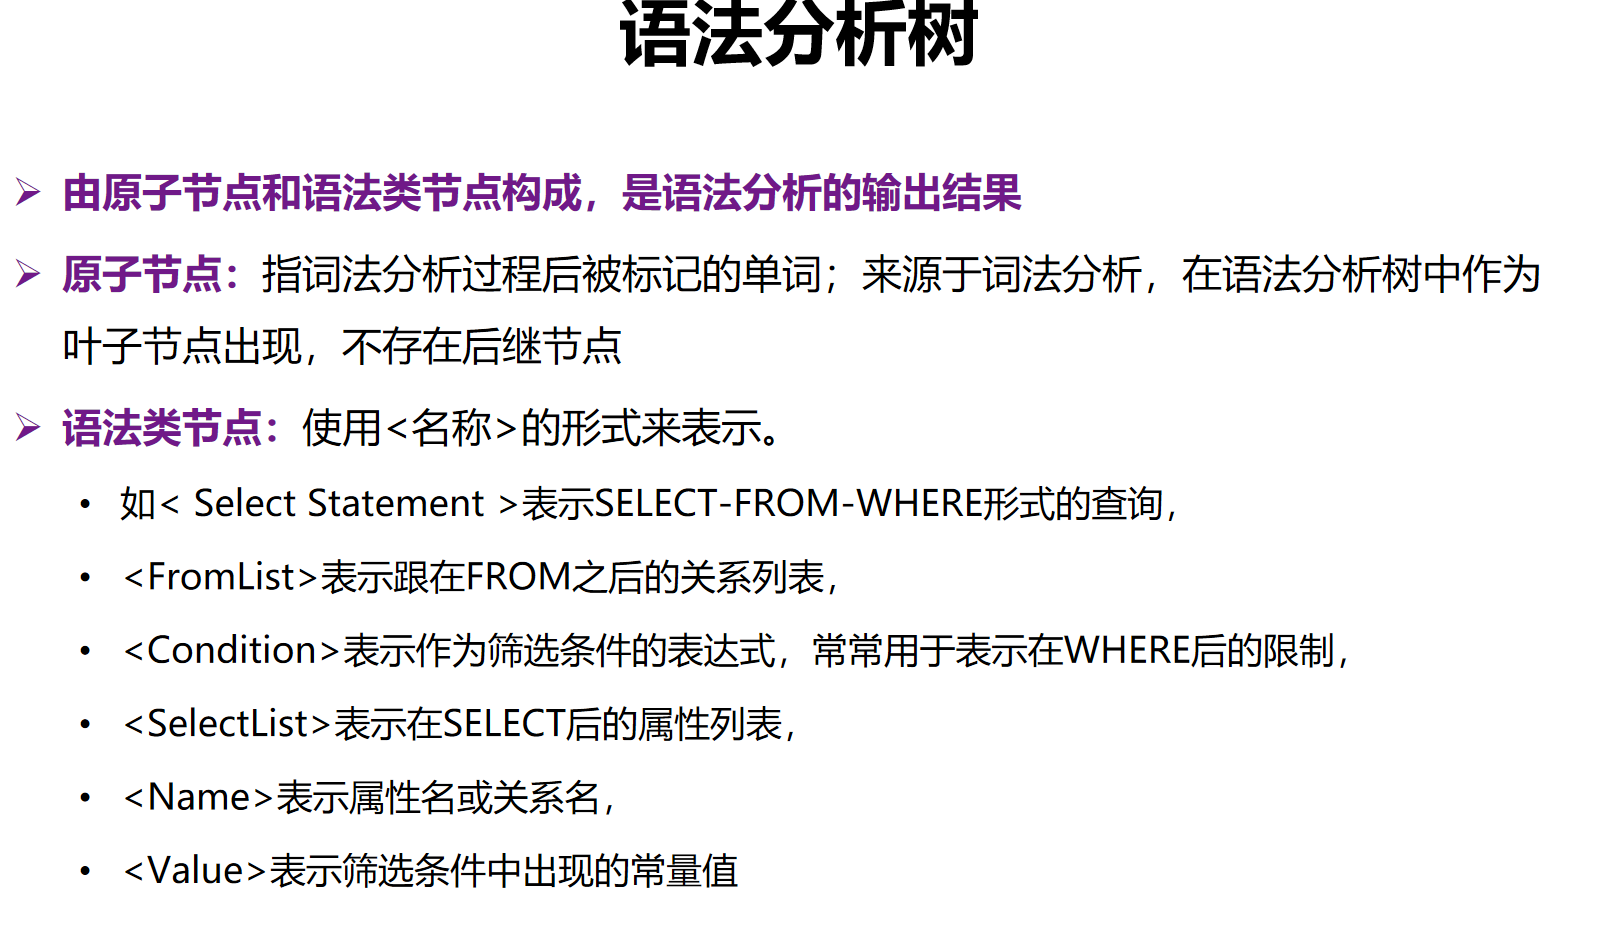 语法分析树
➢ 由原子节点和语法类节点构成，是语法分析的输出结果
➢ 原子节点：指词法分析过程后被标记的单词；来源于词法分析，在语法分析树中作为
叶子节点出现，不存在后继节点
➢ 语法类节点：使用<名称>的形式来表示。
• 如< Select Statement >表示SELECT-FROM-WHERE形式的查询，
• <FromList>表示跟在FROM之后的关系列表，
• <Condition>表示作为筛选条件的表达式，常常用于表示在WHERE后的限制，
• <SelectList>表示在SELECT后的属性列表，
• <Name>表示属性名或关系名，
• <Value>表示筛选条件中出现的常量值